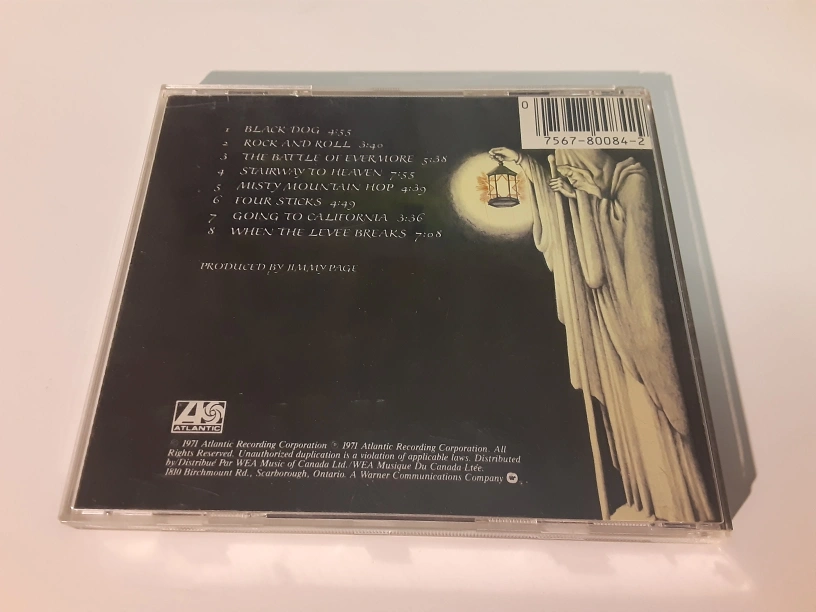 1 BLACK DOG 4:55
2 ROCK AND ROLL 3:40
3 THE BATTLE OF EVERMORE 5:38
4 STAIRWAY TO HEAVEN 7:55
5 MISTY MOUNTAIN HOP 4:39
6 FOUR STICKS 4:49
7 GOING TO CALIFORNIA 3:36
8 WHEN THE LEVEE BREAKS 7:08
PRODUCED BY JIMMY PAGE
0 7567-80084-2
ATLANTIC
© 1971 Atlantic Recording Corporation ℗ 1971 Atlantic Recording Corporation. All
Rights Reserved. Unauthorized duplication is a violation of applicable laws. Distributed
by Distribué Par WEA Music of Canada Ltd./WEA Musique Du Canada Ltée.
1810 Birchmount Rd., Scarborough, Ontario. A Warner Communications Company